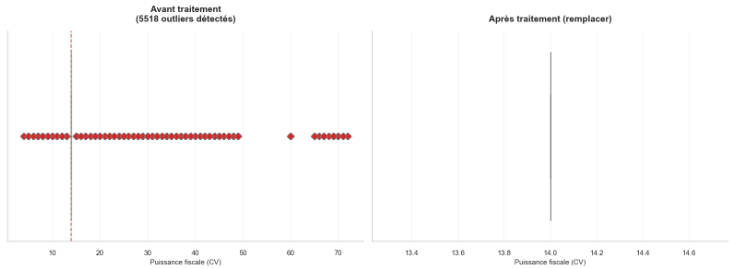 Avant traitement
(5518 outliers détectés)
Après traitement (remplacer)
10 20 30 40 50 60 70
Puissance fiscale (CV)
13.4 13.6 13.8 14.0 14.2 14.4 14.6
Puissance fiscale (CV)